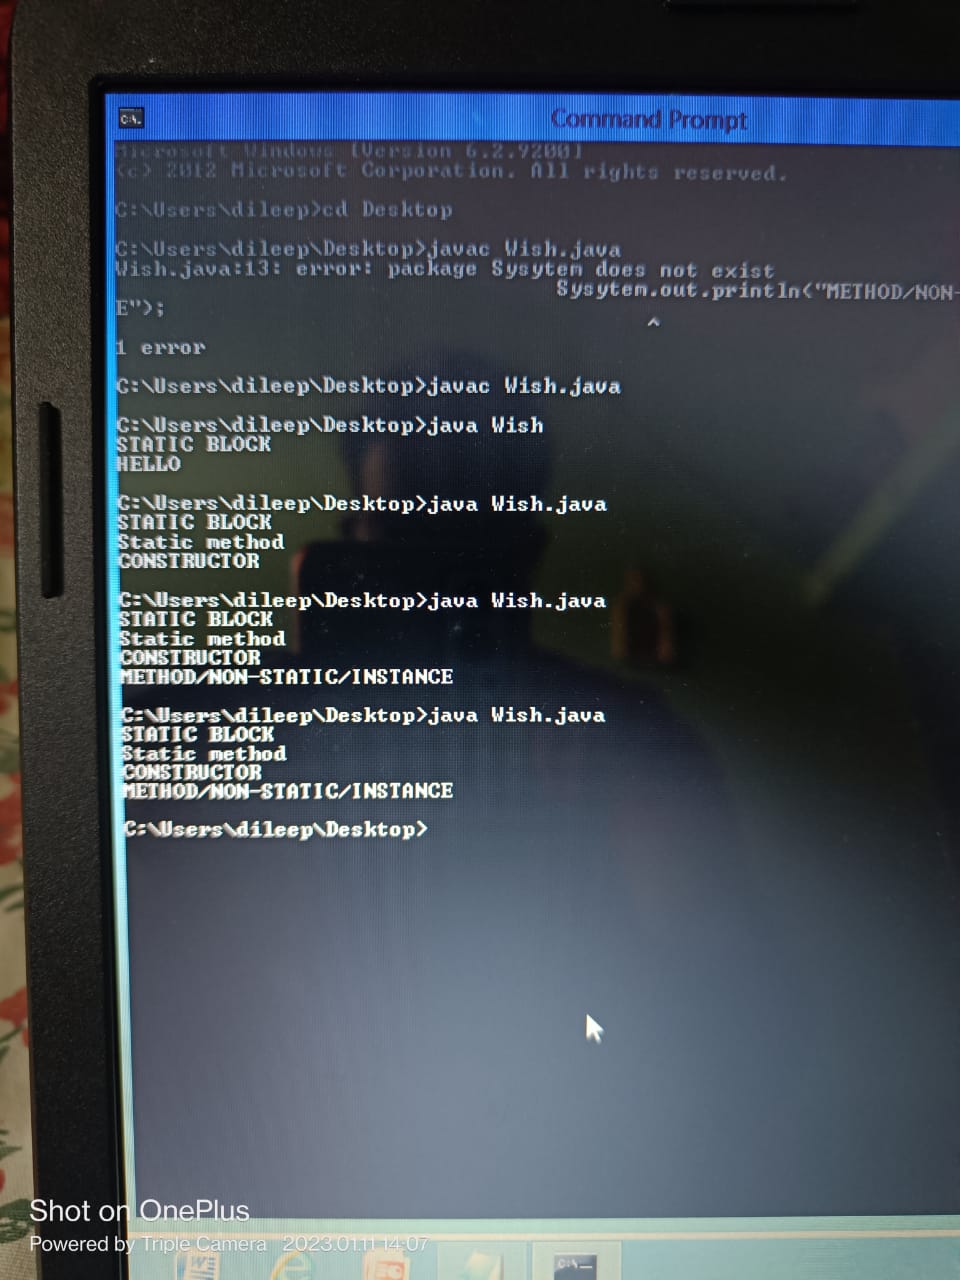 Command Prompt
Microsoft Windows [Version 6.2.9200]
(c) 2012 Microsoft Corporation. All rights reserved.
C:\Users\dileep>cd Desktop
C:\Users\dileep\Desktop>javac Wish.java
Wish.java:13: error: package Sysytem does not exist
Sysytem.out.println("METHOD/NON-
E");
^
1 error
C:\Users\dileep\Desktop>javac Wish.java
C:\Users\dileep\Desktop>java Wish
STATIC BLOCK
HELLO
C:\Users\dileep\Desktop>java Wish.java
STATIC BLOCK
Static method
CONSTRUCTOR
C:\Users\dileep\Desktop>java Wish.java
STATIC BLOCK
Static method
CONSTRUCTOR
METHOD/NON-STATIC/INSTANCE
C:\Users\dileep\Desktop>java Wish.java
STATIC BLOCK
Static method
CONSTRUCTOR
METHOD/NON-STATIC/INSTANCE
C:\Users\dileep\Desktop>
Shot on OnePlus
Powered by Triple Camera 2023.01.11 14:07